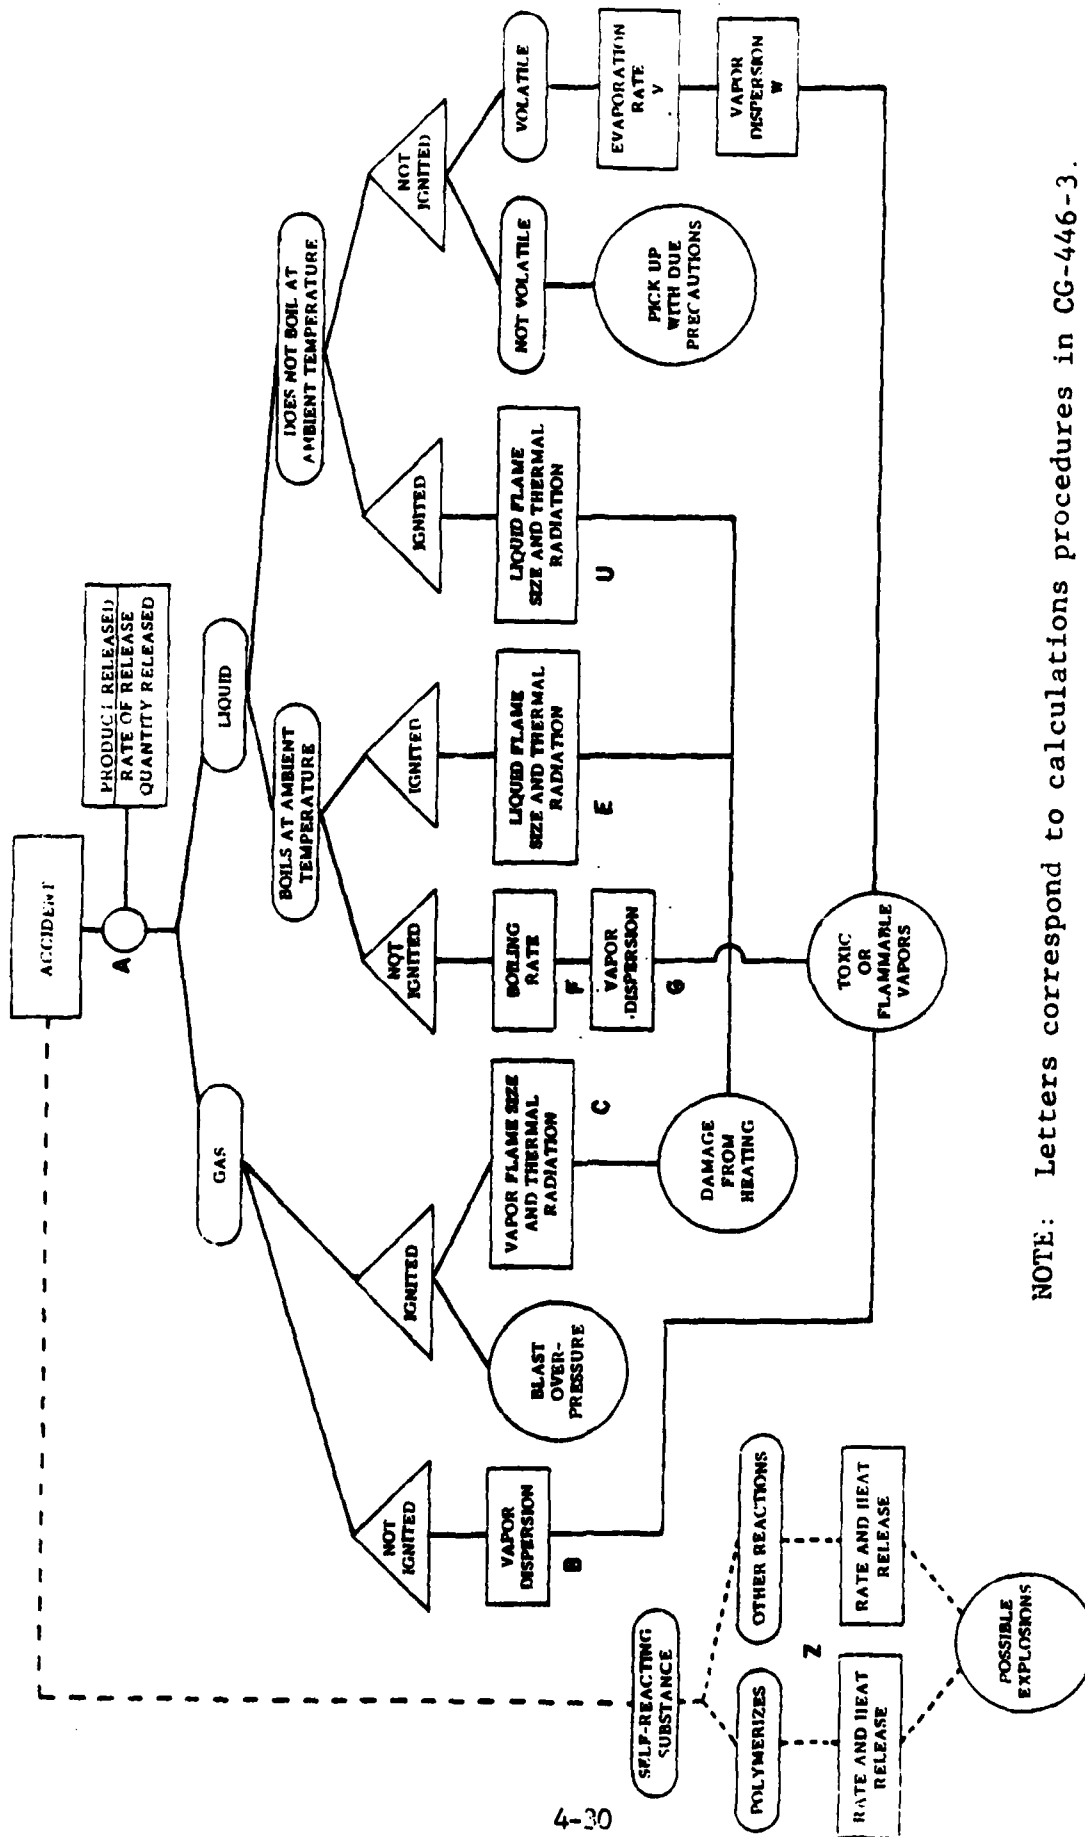 ACCIDENT
A
PRODUCT RELEASED
RATE OF RELEASE
QUANTITY RELEASED
GAS
LIQUID
BOILS AT AMBIENT
TEMPERATURE
DOES NOT BOIL AT
AMBIENT TEMPERATURE
NOT
IGNITED
IGNITED
NOT
IGNITED
IGNITED
IGNITED
NOT
IGNITED
VAPOR
DISPERSION
B
BLAST
OVER-
PRESSURE
VAPOR FLAME SIZE
AND THERMAL
RADIATION
C
BOILING
RATE
F
VAPOR
DISPERSION
G
LIQUID FLAME
SIZE AND THERMAL
RADIATION
E
LIQUID FLAME
SIZE AND THERMAL
RADIATION
U
NOT VOLATILE
VOLATILE
PICK UP
WITH DUE
PRECAUTIONS
EVAPORATION
RATE
V
VAPOR
DISPERSION
W
SELF-REACTING
SUBSTANCE
DAMAGE
FROM
HEATING
POLYMERIZES
OTHER REACTIONS
Z
TOXIC
OR
FLAMMABLE
VAPORS
RATE AND HEAT
RELEASE
RATE AND HEAT
RELEASE
POSSIBLE
EXPLOSIONS
NOTE: Letters correspond to calculations procedures in CG-446-3.
4-30